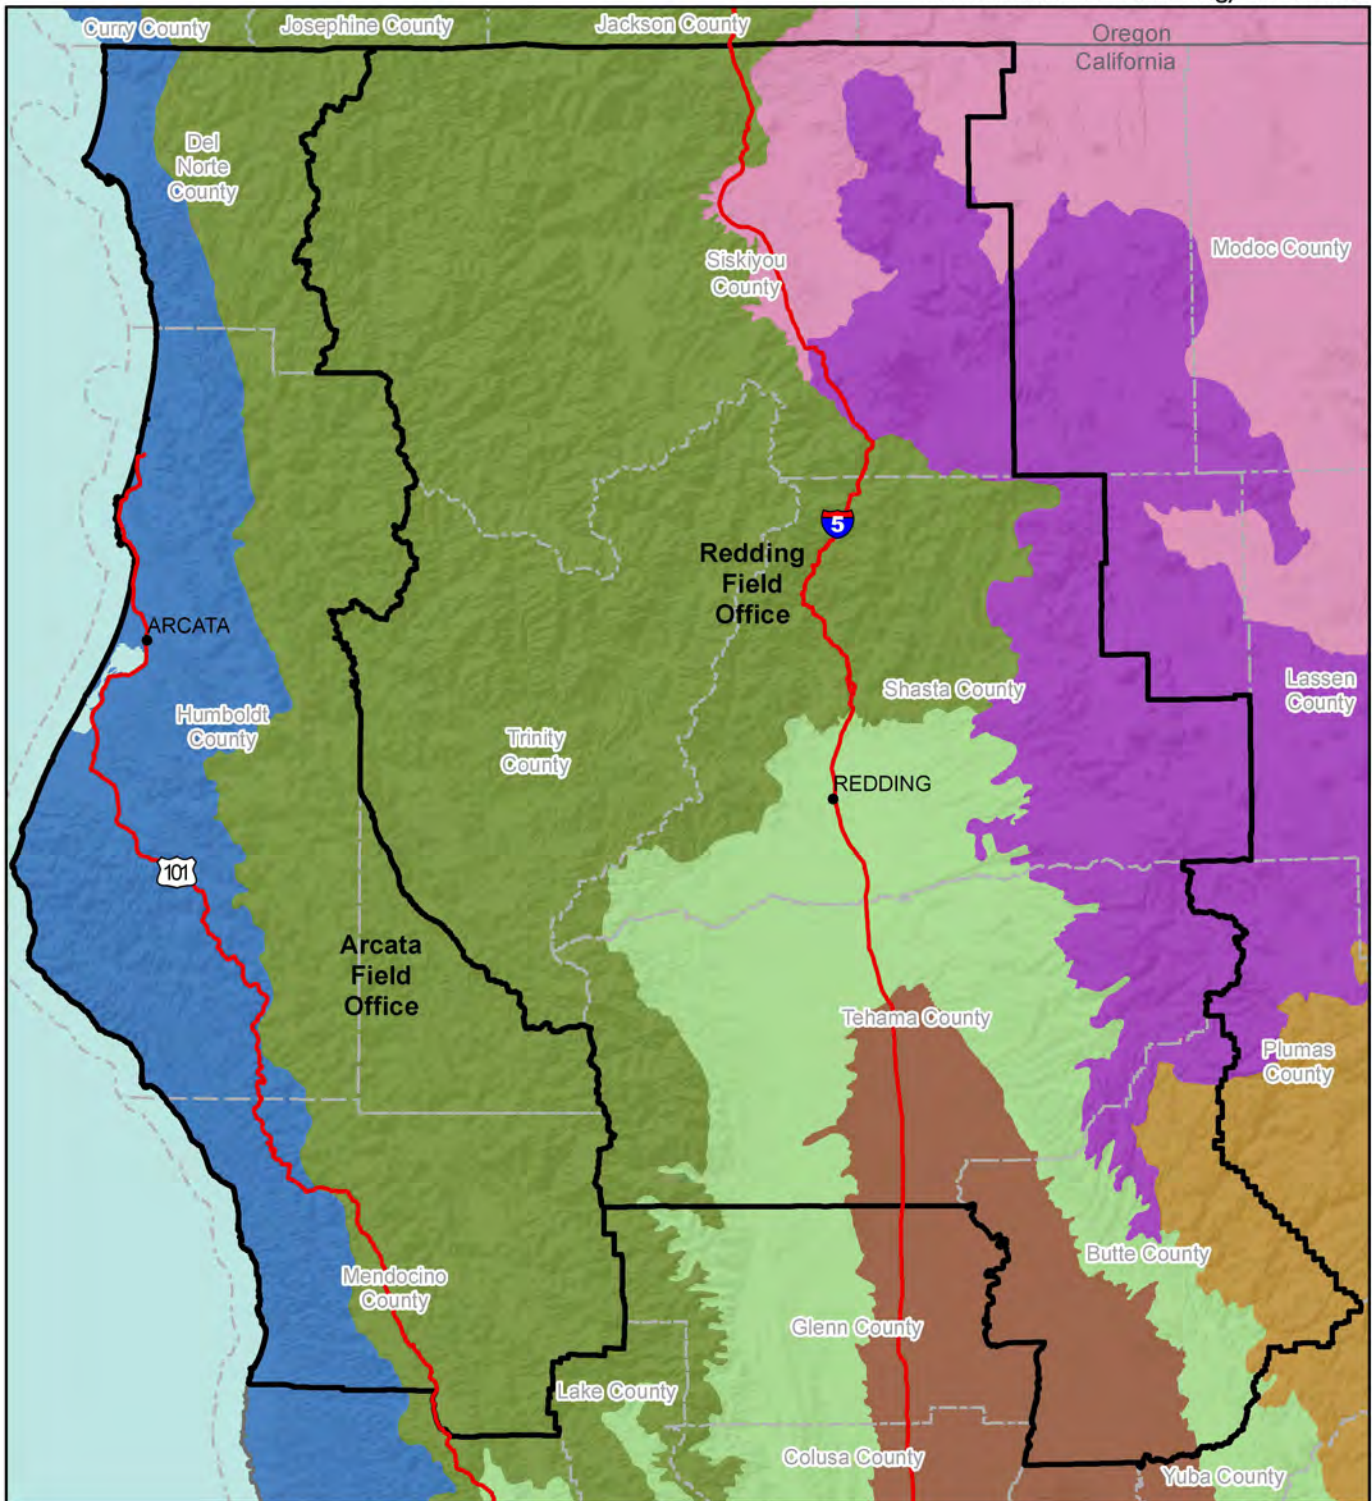 Curry County
Josephine County
Jackson County
Oregon
California
Del
Norte
County
Siskiyou
County
Modoc County
5
Redding
Field
Office
ARCATA
Humboldt
County
Trinity
County
Shasta County
Lassen
County
REDDING
101
Arcata
Field
Office
Tehama County
Plumas
County
Butte County
Mendocino
County
Glenn County
Lake County
Colusa County
Yuba County